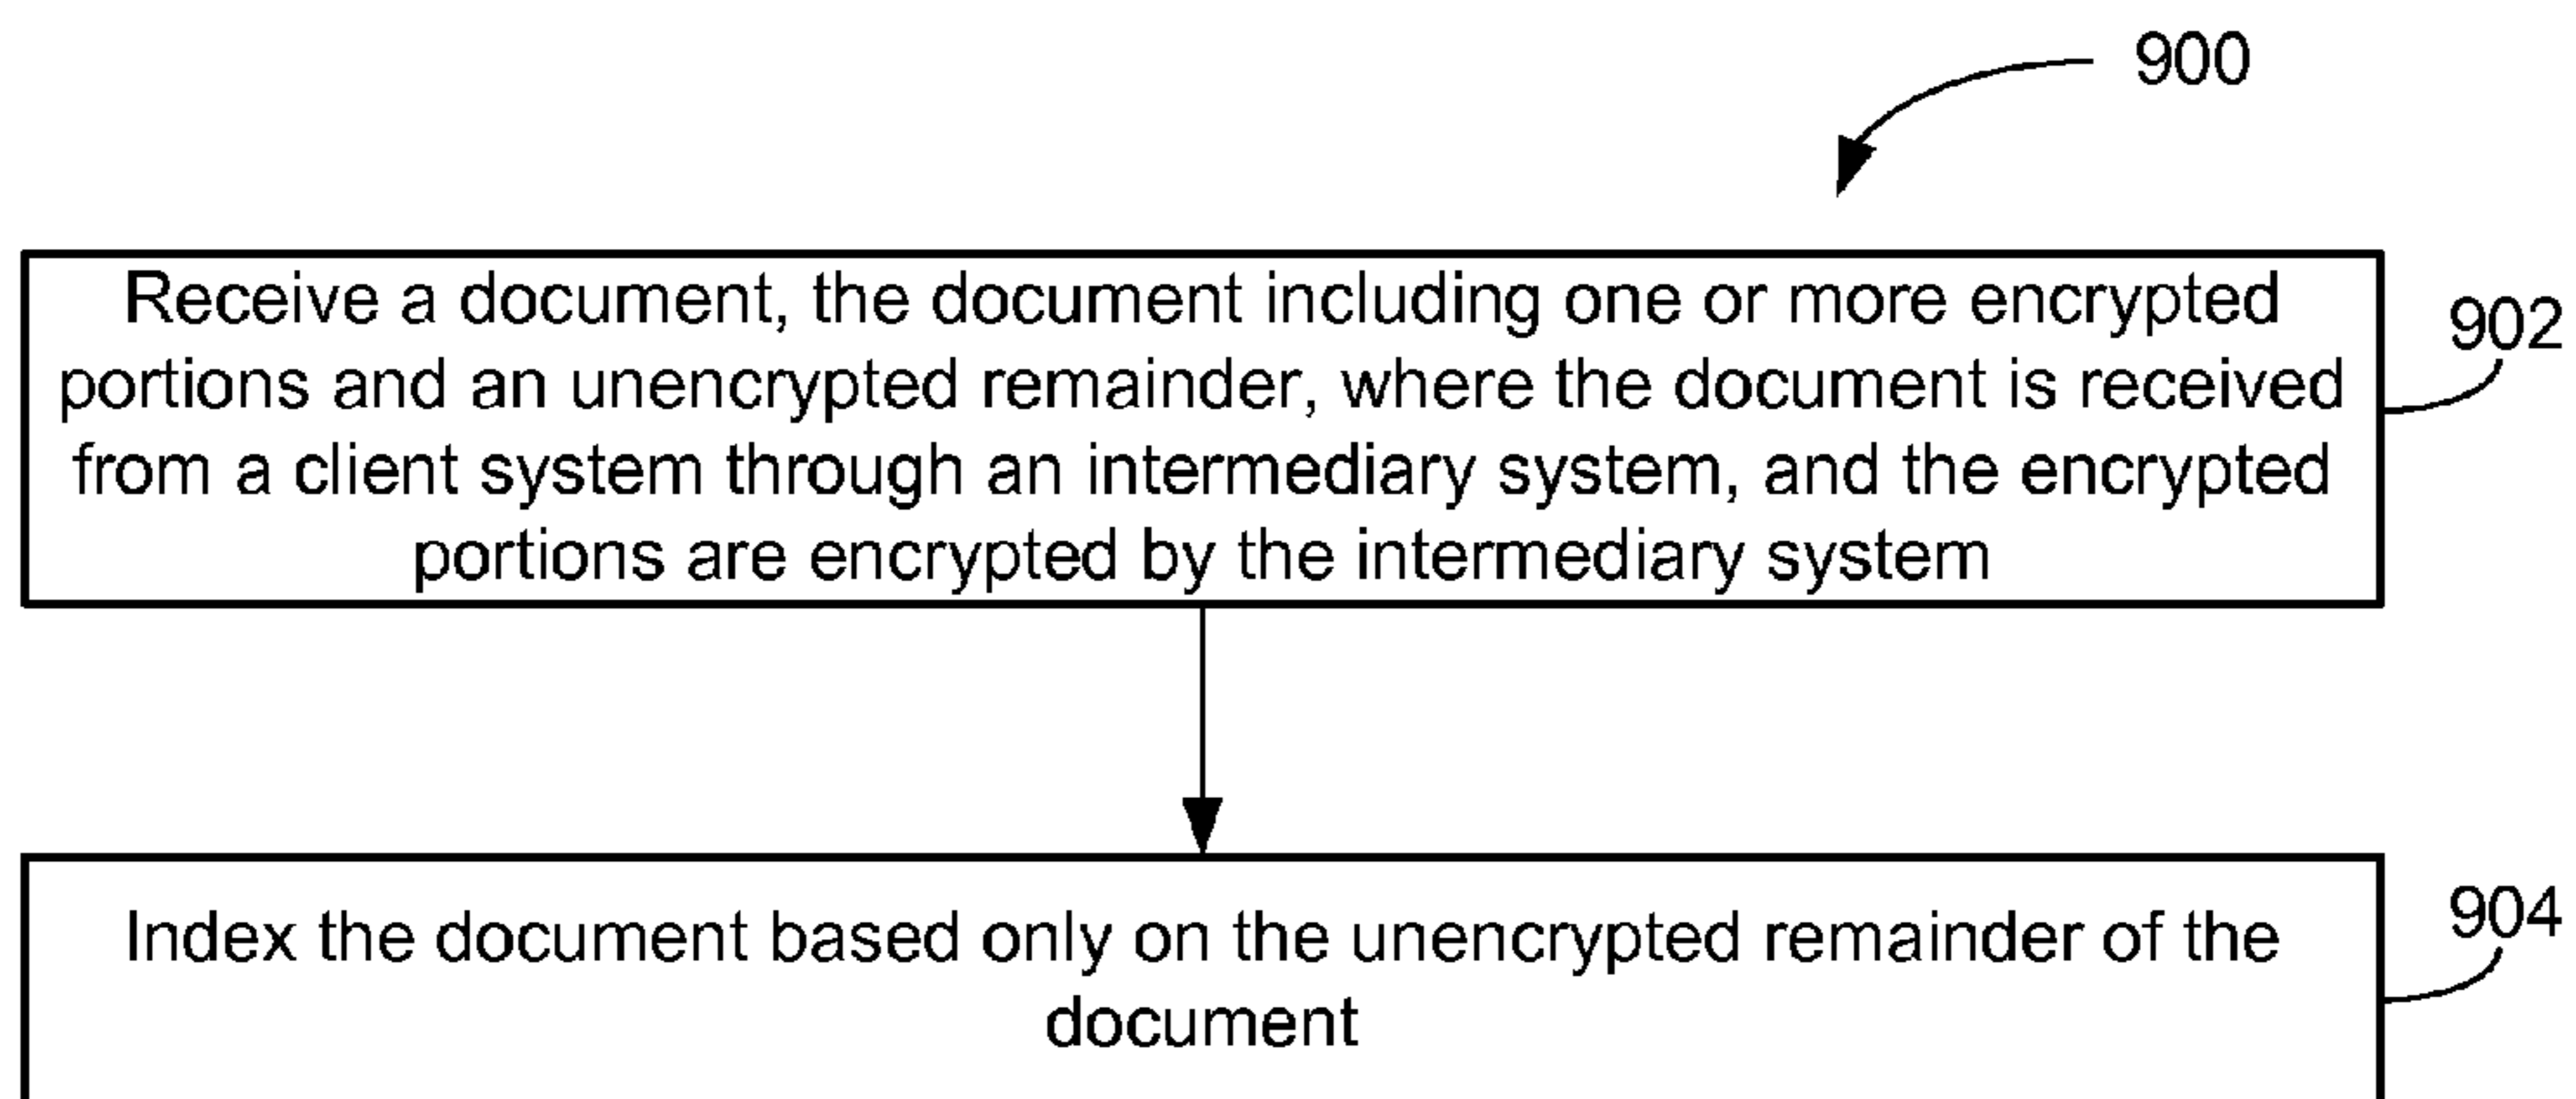 900
Receive a document, the document including one or more encrypted
portions and an unencrypted remainder, where the document is received
from a client system through an intermediary system, and the encrypted
portions are encrypted by the intermediary system
902
Index the document based only on the unencrypted remainder of the
document
904